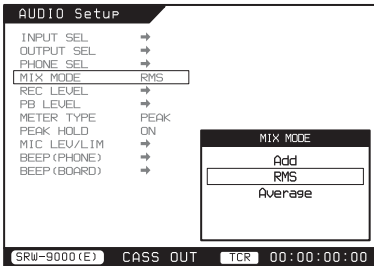 AUDIO Setup
INPUT SEL ➡
OUTPUT SEL ➡
PHONE SEL ➡
MIX MODE RMS
REC LEVEL ➡
PB LEVEL ➡
METER TYPE PEAK
PEAK HOLD ON
MIC LEV/LIM ➡
BEEP(PHONE) ➡
BEEP(BOARD) ➡
MIX MODE
Add
RMS
Average
SRW-9000(E) CASS OUT TCR 00:00:00:00